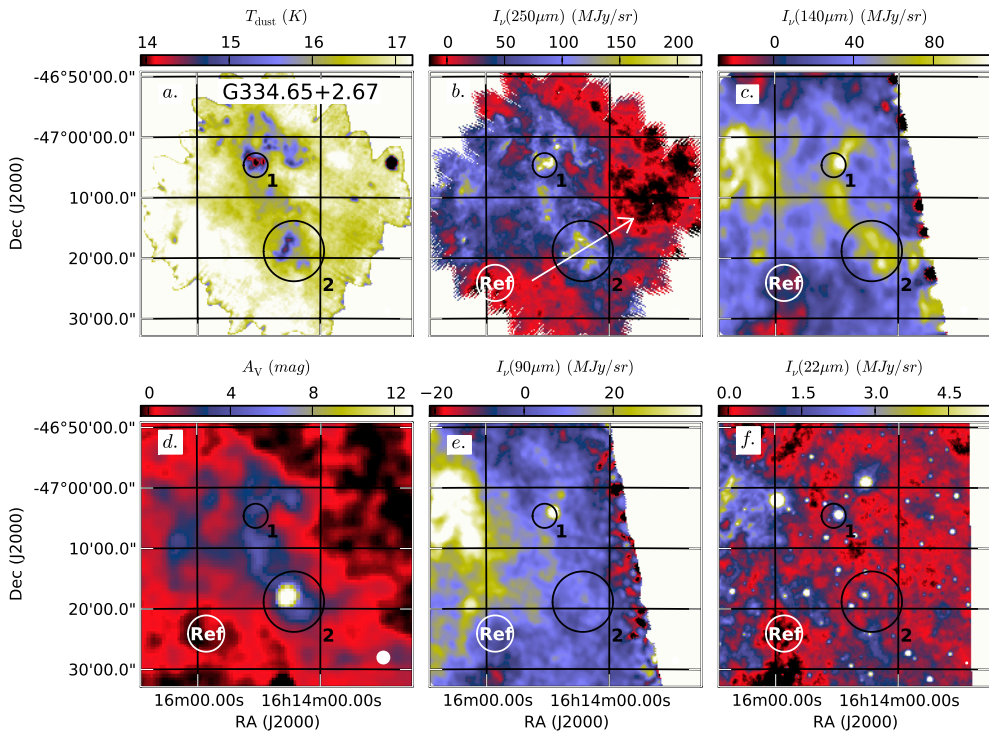 T_dust (K) I_ν(250μm) (MJy/sr) I_ν(140μm) (MJy/sr)
14 15 16 17 0 50 100 150 200 0 40 80
-46°50'00.0"
-47°00'00.0"
10'00.0"
20'00.0"
30'00.0"
Dec (J2000)
a. G334.65+2.67
1
2
b.
1
2
Ref
c.
1
2
Ref
A_V (mag) I_ν(90μm) (MJy/sr) I_ν(22μm) (MJy/sr)
0 4 8 12 −20 0 20 0.0 1.5 3.0 4.5
-46°50'00.0"
-47°00'00.0"
10'00.0"
20'00.0"
30'00.0"
Dec (J2000)
d.
1
2
Ref
e.
1
2
Ref
f.
1
2
Ref
16m00.00s 16h14m00.00s 16m00.00s 16h14m00.00s 16m00.00s 16h14m00.00s
RA (J2000) RA (J2000) RA (J2000)